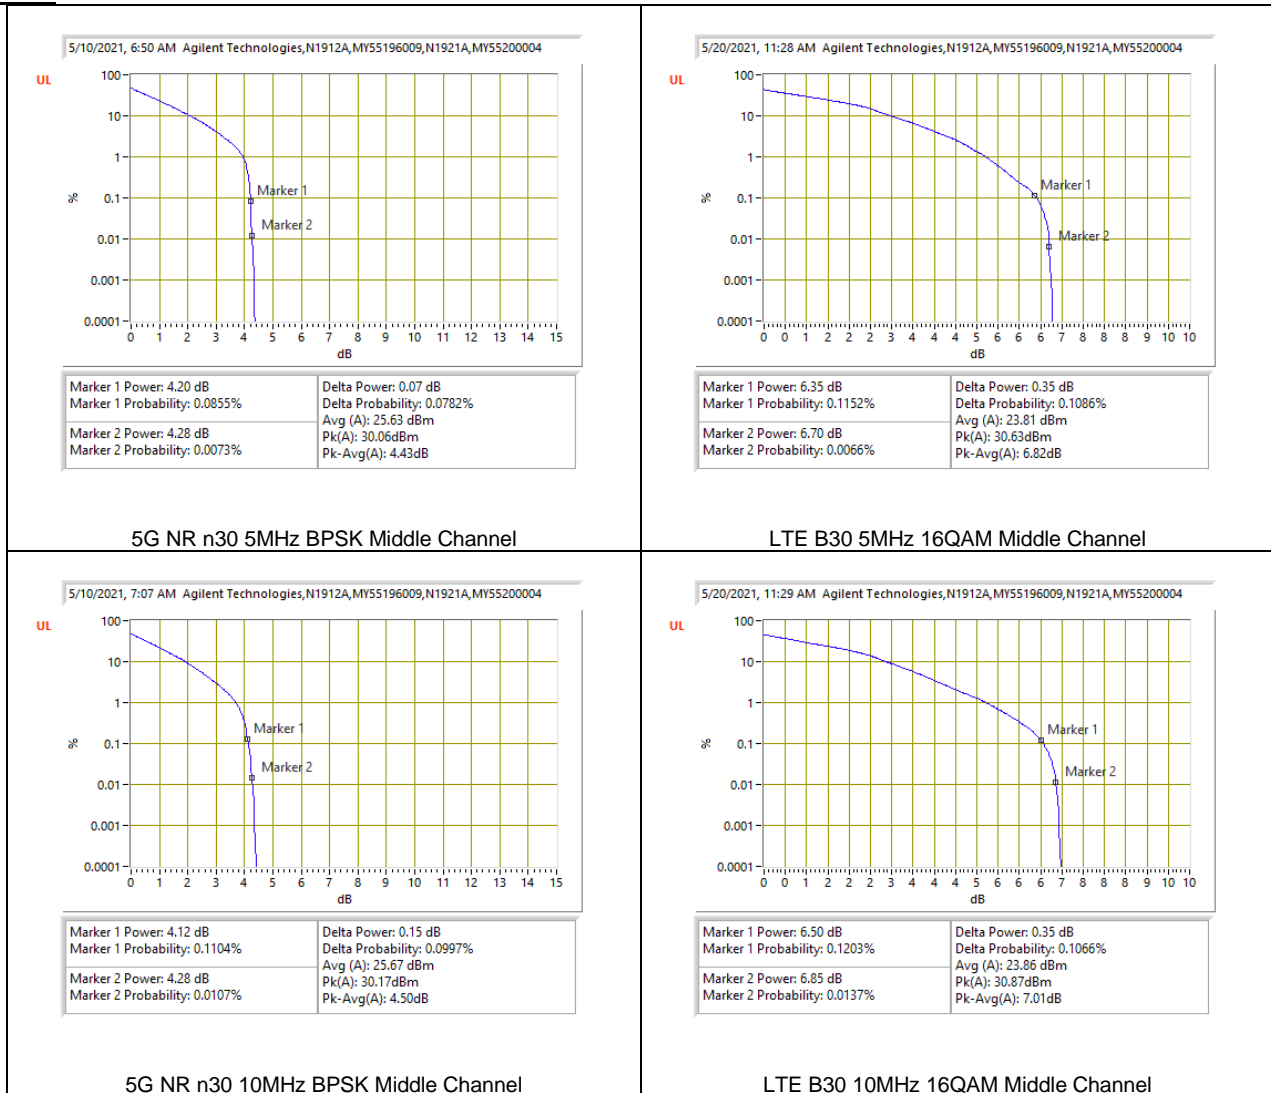 5/10/2021, 6:50 AM  Agilent Technologies,N1912A,MY55196009,N1921A,MY55200004
UL
100
10
1
0.1
0.01
0.001
0.0001
%
Marker 1
Marker 2
0 1 2 3 4 5 6 7 8 9 10 11 12 13 14 15
dB
Marker 1 Power: 4.20 dB
Marker 1 Probability: 0.0855%
Marker 2 Power: 4.28 dB
Marker 2 Probability: 0.0073%
Delta Power: 0.07 dB
Delta Probability: 0.0782%
Avg (A): 25.63 dBm
Pk(A): 30.06dBm
Pk-Avg(A): 4.43dB
5G NR n30 5MHz BPSK Middle Channel
5/20/2021, 11:28 AM  Agilent Technologies,N1912A,MY55196009,N1921A,MY55200004
UL
100
10
1
0.1
0.01
0.001
0.0001
%
Marker 1
Marker 2
0 0 1 2 2 2 3 4 4 4 5 6 6 6 7 8 8 8 9 10 10
dB
Marker 1 Power: 6.35 dB
Marker 1 Probability: 0.1152%
Marker 2 Power: 6.70 dB
Marker 2 Probability: 0.0066%
Delta Power: 0.35 dB
Delta Probability: 0.1086%
Avg (A): 23.81 dBm
Pk(A): 30.63dBm
Pk-Avg(A): 6.82dB
LTE B30 5MHz 16QAM Middle Channel
5/10/2021, 7:07 AM  Agilent Technologies,N1912A,MY55196009,N1921A,MY55200004
UL
100
10
1
0.1
0.01
0.001
0.0001
%
Marker 1
Marker 2
0 1 2 3 4 5 6 7 8 9 10 11 12 13 14 15
dB
Marker 1 Power: 4.12 dB
Marker 1 Probability: 0.1104%
Marker 2 Power: 4.28 dB
Marker 2 Probability: 0.0107%
Delta Power: 0.15 dB
Delta Probability: 0.0997%
Avg (A): 25.67 dBm
Pk(A): 30.17dBm
Pk-Avg(A): 4.50dB
5G NR n30 10MHz BPSK Middle Channel
5/20/2021, 11:29 AM  Agilent Technologies,N1912A,MY55196009,N1921A,MY55200004
UL
100
10
1
0.1
0.01
0.001
0.0001
%
Marker 1
Marker 2
0 0 1 2 2 2 3 4 4 4 5 6 6 6 7 8 8 8 9 10 10
dB
Marker 1 Power: 6.50 dB
Marker 1 Probability: 0.1203%
Marker 2 Power: 6.85 dB
Marker 2 Probability: 0.0137%
Delta Power: 0.35 dB
Delta Probability: 0.1066%
Avg (A): 23.86 dBm
Pk(A): 30.87dBm
Pk-Avg(A): 7.01dB
LTE B30 10MHz 16QAM Middle Channel